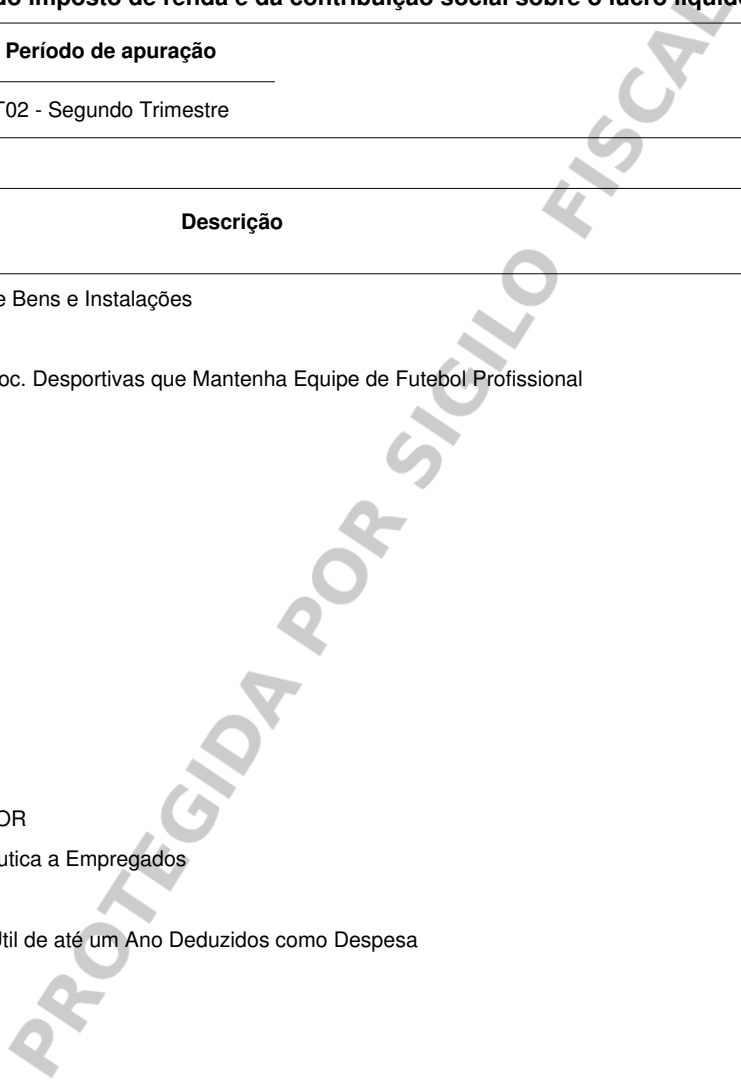 do imposto de renda e da contribuição social sobre o lucro líquido
Período de apuração
T02 - Segundo Trimestre
Descrição
e Bens e Instalações
oc. Desportivas que Mantenha Equipe de Futebol Profissional
OR
utica a Empregados
Útil de até um Ano Deduzidos como Despesa
PROTEGIDA POR SIGILO FISCAL